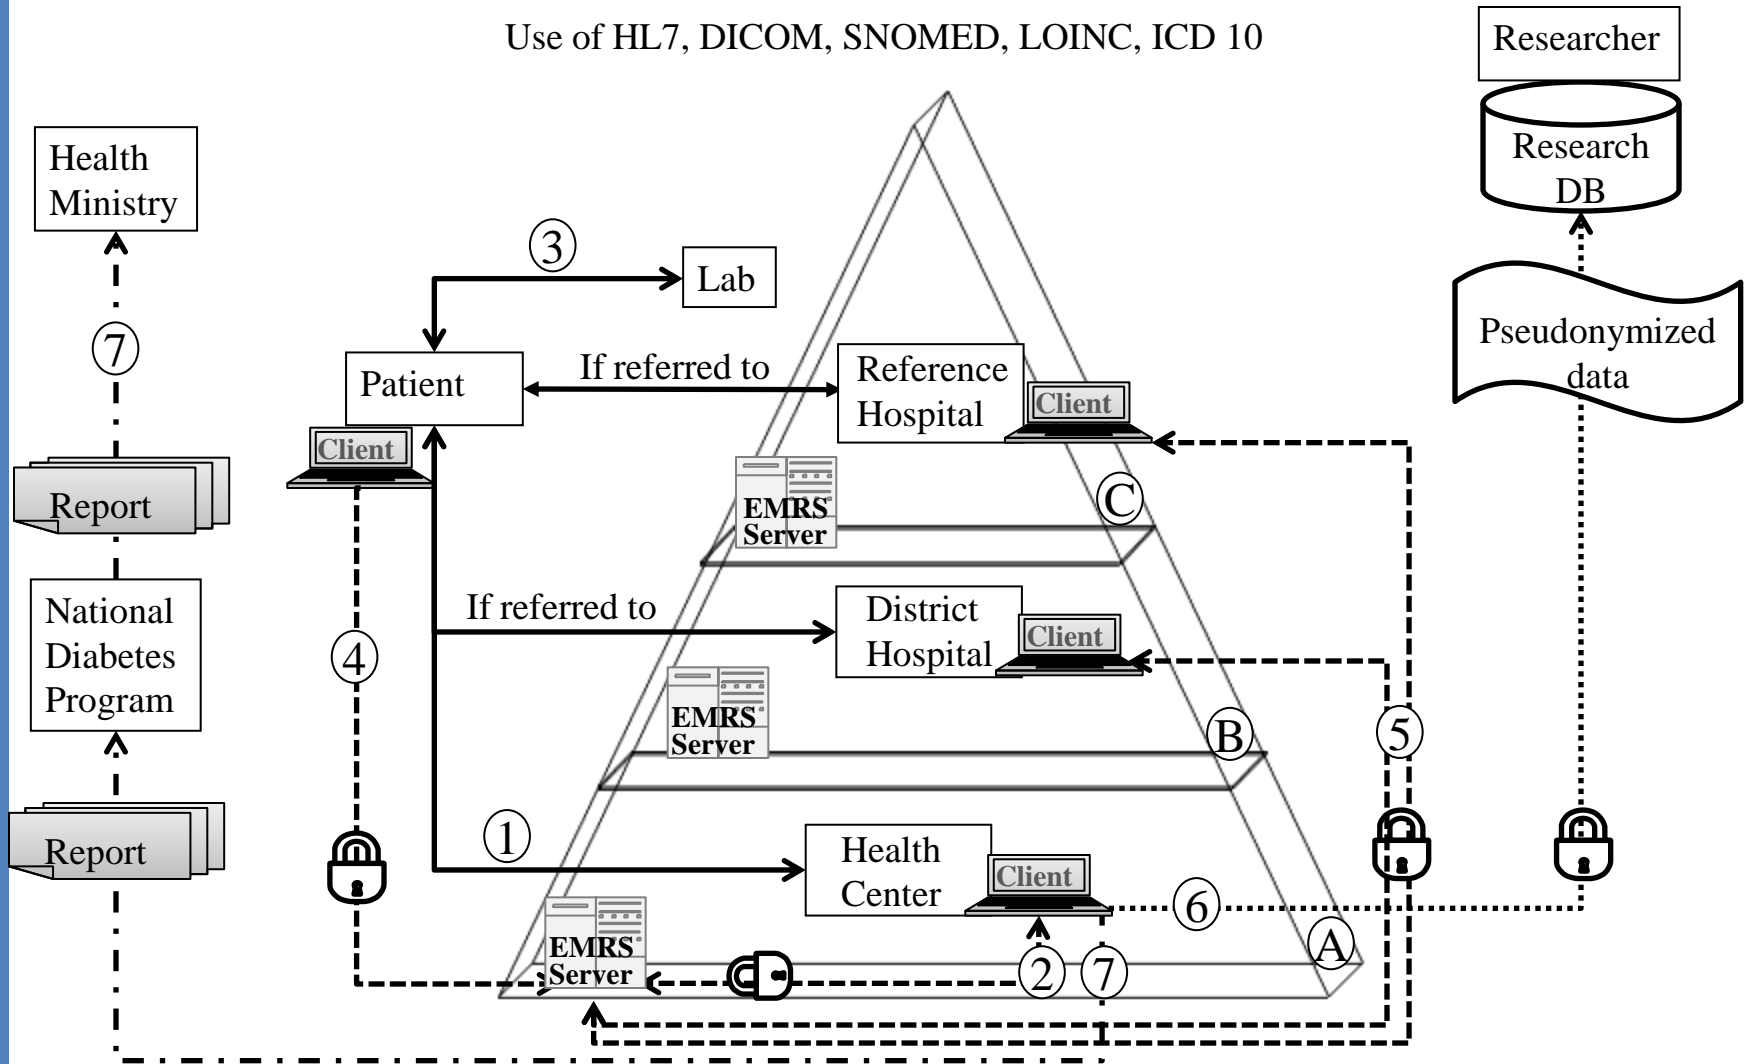 Use of HL7, DICOM, SNOMED, LOINC, ICD 10
Researcher
Research
DB
Pseudonymized
data
Health
Ministry
7
Report
National
Diabetes
Program
Report
3
Lab
Patient
Client
If referred to
Reference
Hospital
Client
C
EMRS
Server
If referred to
District
Hospital
Client
4
EMRS
Server
B
5
1
Health
Center
Client
6
EMRS
Server
2
7
A